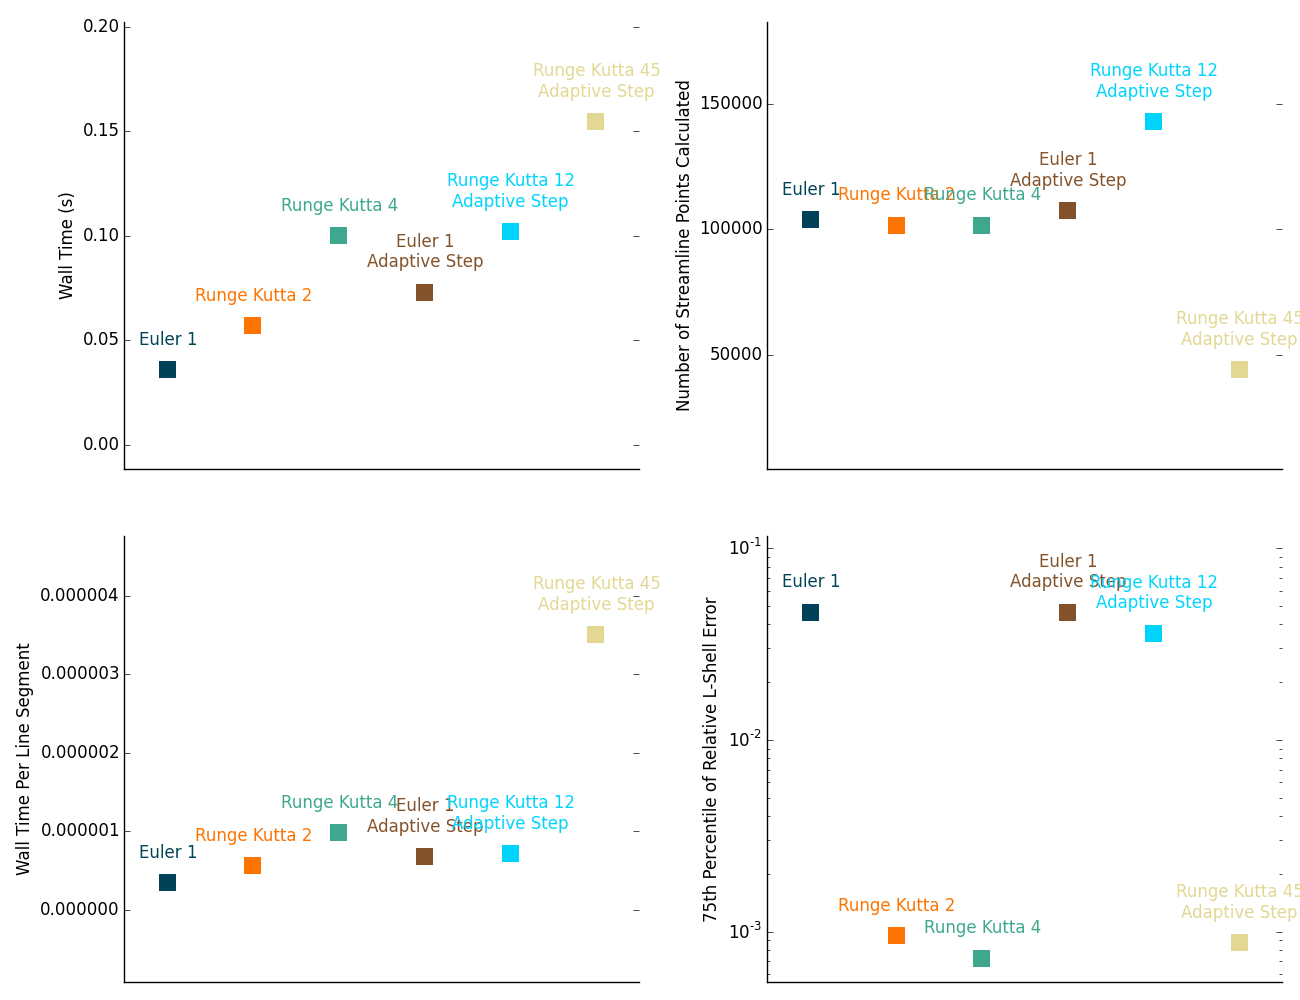 Wall Time (s)
0.20
0.15
0.10
0.05
0.00
Euler 1
Runge Kutta 2
Runge Kutta 4
Euler 1
Adaptive Step
Runge Kutta 12
Adaptive Step
Runge Kutta 45
Adaptive Step
Number of Streamline Points Calculated
150000
100000
50000
Euler 1
Runge Kutta 2
Runge Kutta 4
Euler 1
Adaptive Step
Runge Kutta 12
Adaptive Step
Runge Kutta 45
Adaptive Step
Wall Time Per Line Segment
0.000004
0.000003
0.000002
0.000001
0.000000
Euler 1
Runge Kutta 2
Runge Kutta 4
Euler 1
Adaptive Step
Runge Kutta 12
Adaptive Step
Runge Kutta 45
Adaptive Step
75th Percentile of Relative L-Shell Error
10⁻¹
10⁻²
10⁻³
Euler 1
Runge Kutta 2
Runge Kutta 4
Euler 1
Adaptive Step
Runge Kutta 12
Adaptive Step
Runge Kutta 45
Adaptive Step